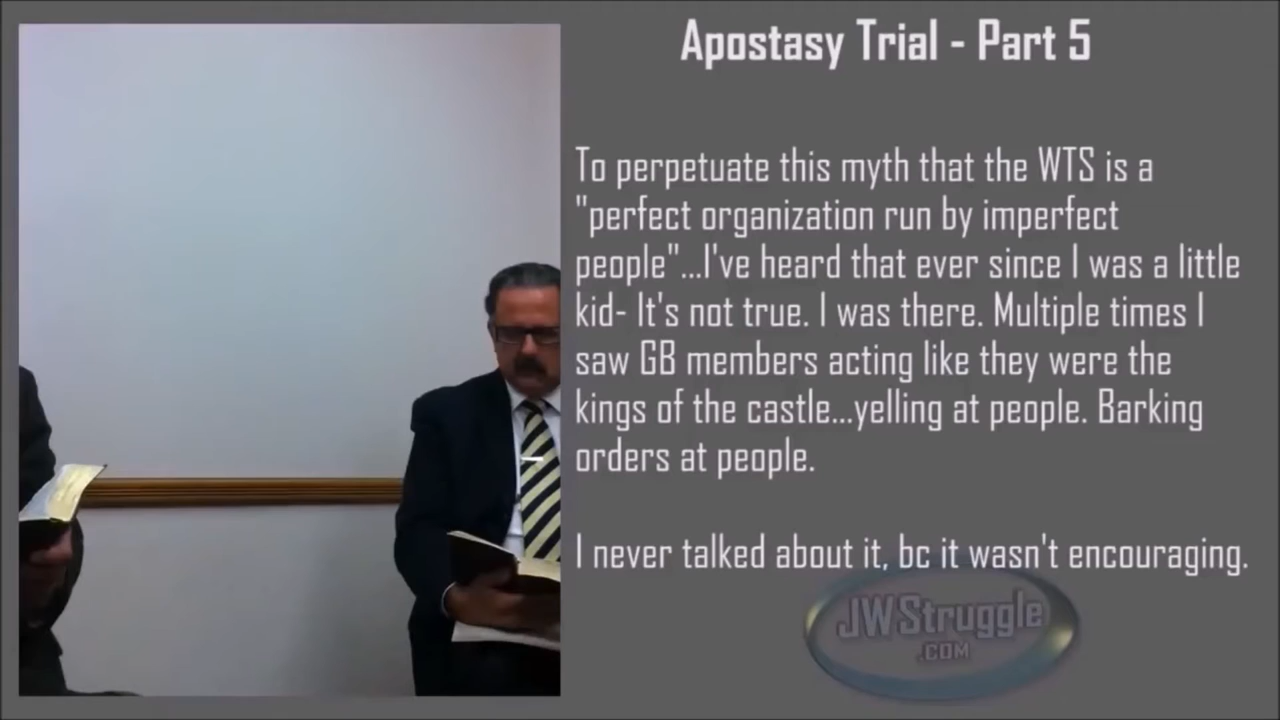 Apostasy Trial - Part 5
To perpetuate this myth that the WTS is a
"perfect organization run by imperfect
people"...I've heard that ever since I was a little
kid- It's not true. I was there. Multiple times I
saw GB members acting like they were the
kings of the castle...yelling at people. Barking
orders at people.
I never talked about it, bc it wasn't encouraging.
JWStruggle
.COM